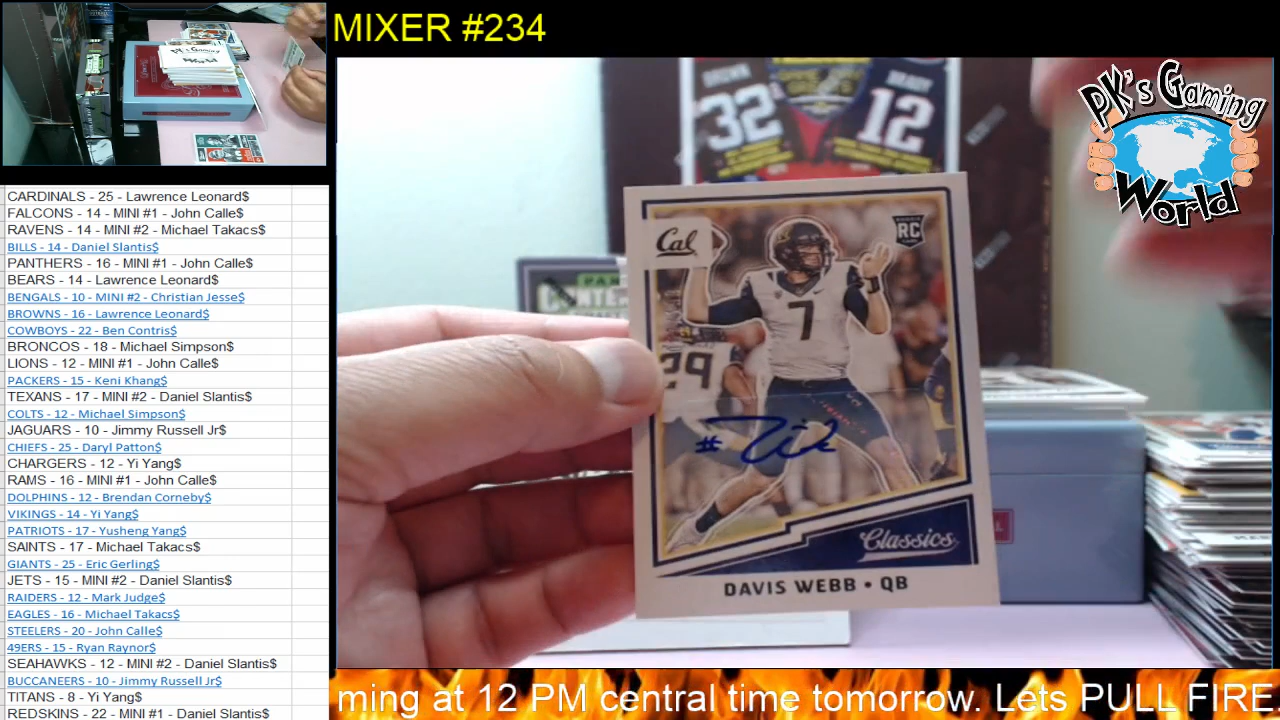 MIXER #234
PK's Gaming
World
PK's Gaming
World
CARDINALS - 25 - Lawrence Leonard$
FALCONS - 14 - MINI #1 - John Calle$
RAVENS - 14 - MINI #2 - Michael Takacs$
BILLS - 14 - Daniel Slantis$
PANTHERS - 16 - MINI #1 - John Calle$
BEARS - 14 - Lawrence Leonard$
BENGALS - 10 - MINI #2 - Christian Jesse$
BROWNS - 16 - Lawrence Leonard$
COWBOYS - 22 - Ben Contris$
BRONCOS - 18 - Michael Simpson$
LIONS - 12 - MINI #1 - John Calle$
PACKERS - 15 - Keni Khang$
TEXANS - 17 - MINI #2 - Daniel Slantis$
COLTS - 12 - Michael Simpson$
JAGUARS - 10 - Jimmy Russell Jr$
CHIEFS - 25 - Daryl Patton$
CHARGERS - 12 - Yi Yang$
RAMS - 16 - MINI #1 - John Calle$
DOLPHINS - 12 - Brendan Corneby$
VIKINGS - 14 - Yi Yang$
PATRIOTS - 17 - Yusheng Yang$
SAINTS - 17 - Michael Takacs$
GIANTS - 25 - Eric Gerling$
JETS - 15 - MINI #2 - Daniel Slantis$
RAIDERS - 12 - Mark Judge$
EAGLES - 16 - Michael Takacs$
STEELERS - 20 - John Calle$
49ERS - 15 - Ryan Raynor$
SEAHAWKS - 12 - MINI #2 - Daniel Slantis$
BUCCANEERS - 10 - Jimmy Russell Jr$
TITANS - 8 - Yi Yang$
REDSKINS - 22 - MINI #1 - Daniel Slantis$
BROWN
32
BRADY
12
Cal
RC
7
29
Classics
DAVIS WEBB • QB
ming at 12 PM central time tomorrow. Lets PULL FIRE.